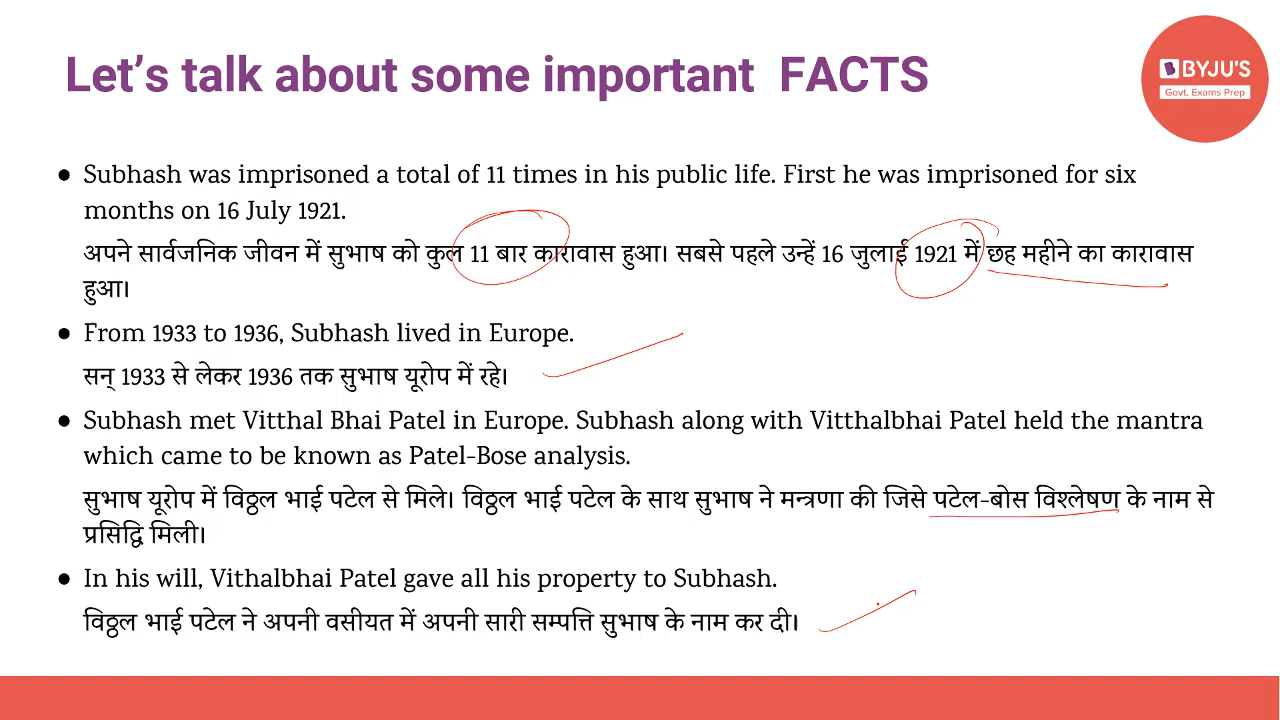 Let's talk about some important FACTS
BYJU'S
Govt. Exams Prep
● Subhash was imprisoned a total of 11 times in his public life. First he was imprisoned for six
months on 16 July 1921.
अपने सार्वजनिक जीवन में सुभाष को कुल 11 बार कारावास हुआ। सबसे पहले उन्हें 16 जुलाई 1921 में छह महीने का कारावास
हुआ।
● From 1933 to 1936, Subhash lived in Europe.
सन् 1933 से लेकर 1936 तक सुभाष यूरोप में रहे।
● Subhash met Vitthal Bhai Patel in Europe. Subhash along with Vitthalbhai Patel held the mantra
which came to be known as Patel-Bose analysis.
सुभाष यूरोप में विठ्ठल भाई पटेल से मिले। विठ्ठल भाई पटेल के साथ सुभाष ने मन्त्रणा की जिसे पटेल-बोस विश्लेषण के नाम से
प्रसिद्वि मिली।
● In his will, Vithalbhai Patel gave all his property to Subhash.
विठ्ठल भाई पटेल ने अपनी वसीयत में अपनी सारी सम्पत्ति सुभाष के नाम कर दी।